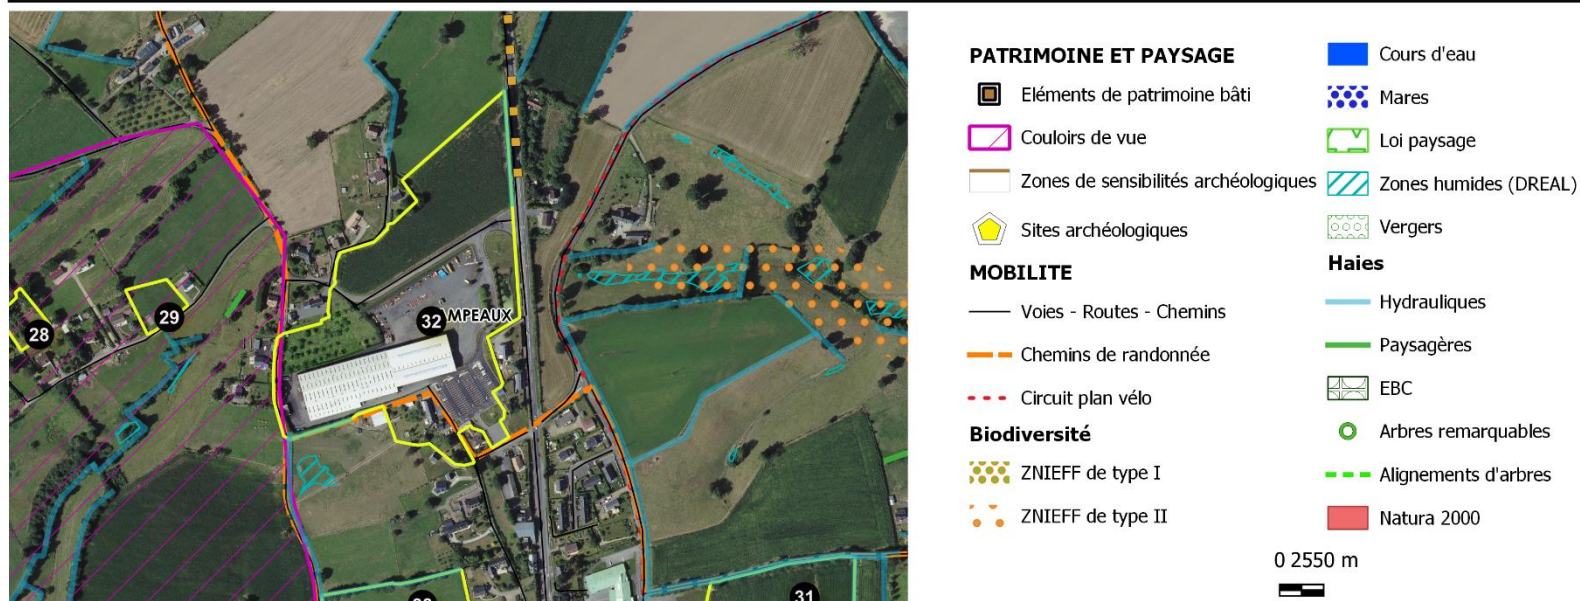 28
29
32
MPEAUX
31
PATRIMOINE ET PAYSAGE
Eléments de patrimoine bâti
Couloirs de vue
Zones de sensibilités archéologiques
Sites archéologiques
MOBILITE
Voies - Routes - Chemins
Chemins de randonnée
Circuit plan vélo
Biodiversité
ZNIEFF de type I
ZNIEFF de type II
Cours d'eau
Mares
Loi paysage
Zones humides (DREAL)
Vergers
Haies
Hydrauliques
Paysagères
EBC
Arbres remarquables
Alignements d'arbres
Natura 2000
0 2550 m